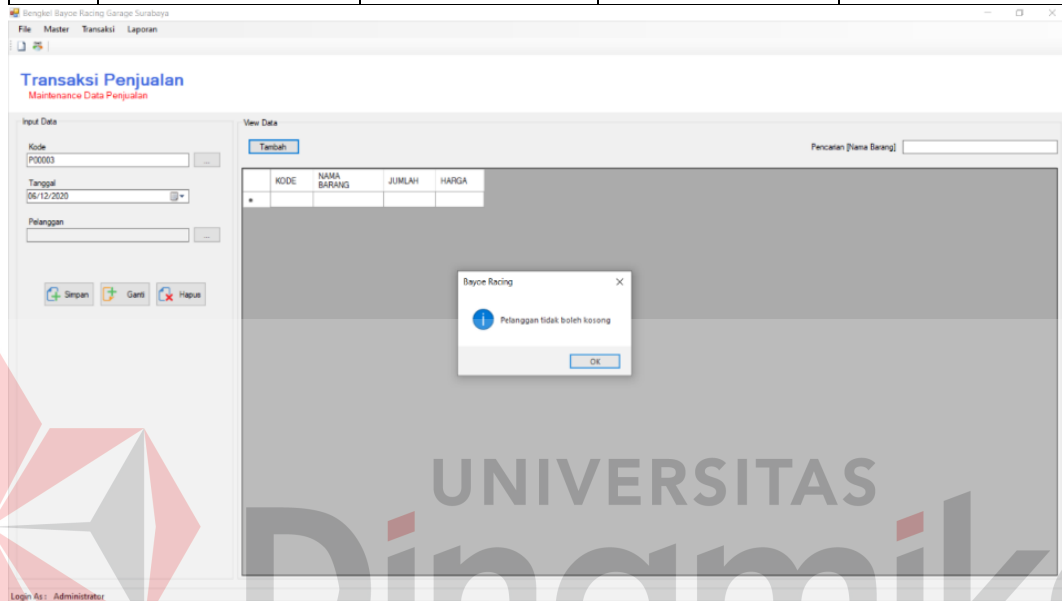 Bengkel Bayoe Racing Garage Surabaya
File Master Transaksi Laporan
Transaksi Penjualan
Maintenance Data Penjualan
Input Data
Kode
P00003
...
Tanggal
06/12/2020
Pelanggan
...
Simpan Ganti Hapus
View Data
Tambah
Pencarian [Nama Barang]
KODE NAMA BARANG JUMLAH HARGA
Bayoe Racing
Pelanggan tidak boleh kosong
OK
UNIVERSITAS
Dinamika
Login As : Administrator